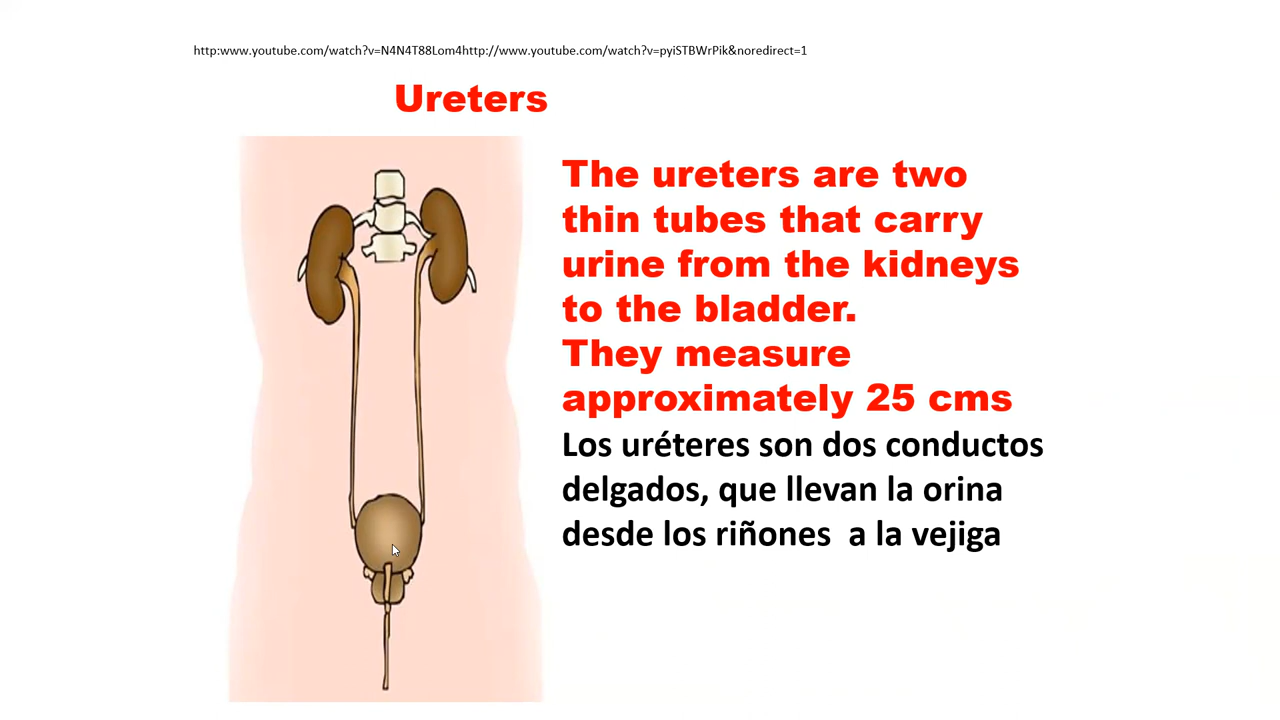 http:www.youtube.com/watch?v=N4N4T88Lom4http://www.youtube.com/watch?v=pyiSTBWrPik&noredirect=1
Ureters
The ureters are two
thin tubes that carry
urine from the kidneys
to the bladder.
They measure
approximately 25 cms
Los uréteres son dos conductos
delgados, que llevan la orina
desde los riñones a la vejiga